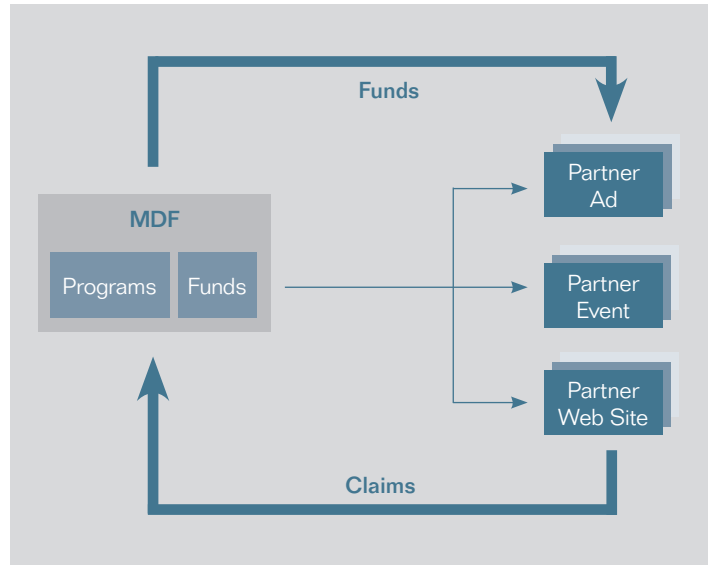 Funds
MDF
Programs
Funds
Partner
Ad
Partner
Event
Partner
Web Site
Claims